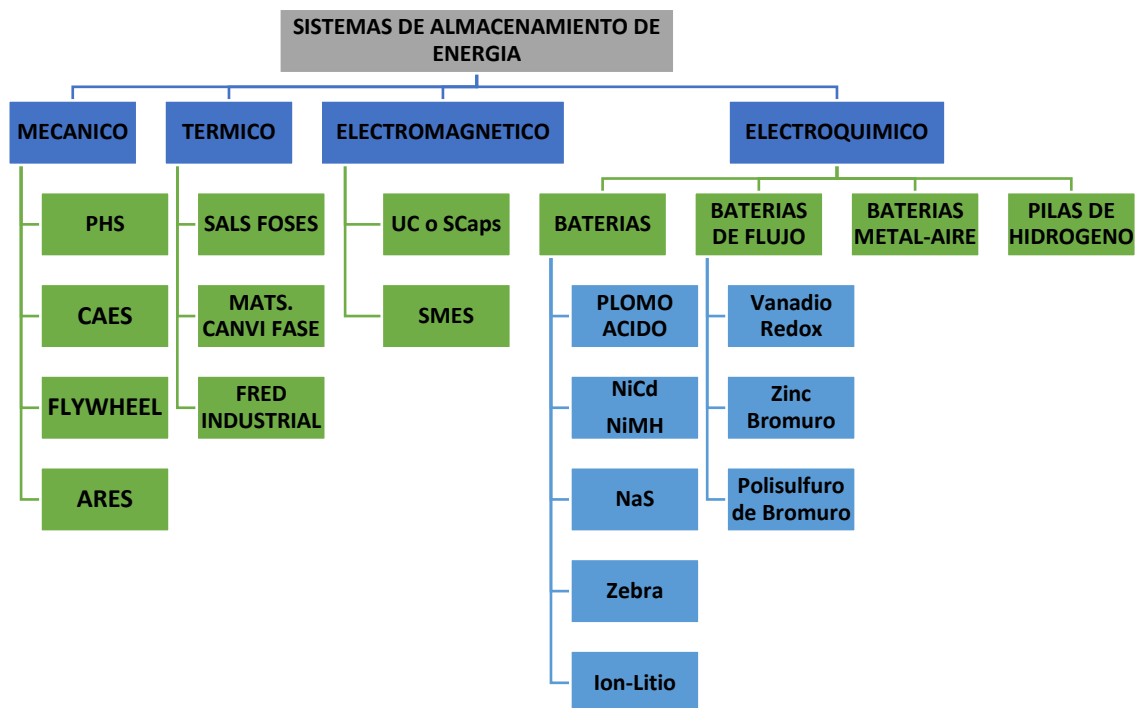 SISTEMAS DE ALMACENAMIENTO DE
ENERGIA
MECANICO
TERMICO
ELECTROMAGNETICO
ELECTROQUIMICO
PHS
CAES
FLYWHEEL
ARES
SALS FOSES
MATS.
CANVI FASE
FRED
INDUSTRIAL
UC o SCaps
SMES
BATERIAS
PLOMO
ACIDO
NiCd
NiMH
NaS
Zebra
Ion-Litio
BATERIAS
DE FLUJO
Vanadio
Redox
Zinc
Bromuro
Polisulfuro
de Bromuro
BATERIAS
METAL-AIRE
PILAS DE
HIDROGENO